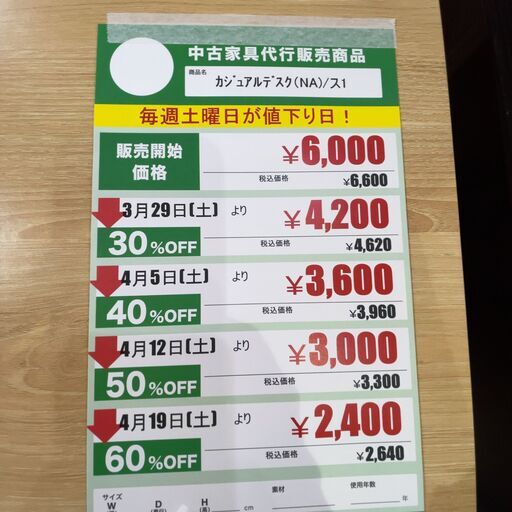 中古家具代行販売商品
商品名
カジュアルデスク(NA)/ス1
毎週土曜日が値下り日!
販売開始
価格
¥6,000
税込価格 ¥6,600
3月29日(土) より
¥4,200
30%OFF
税込価格 ¥4,620
4月5日(土) より
¥3,600
40%OFF
税込価格 ¥3,960
4月12日(土) より
¥3,000
50%OFF
税込価格 ¥3,300
4月19日(土) より
¥2,400
60%OFF
税込価格 ¥2,640
サイズ 素材 使用年数
W D H cm 年